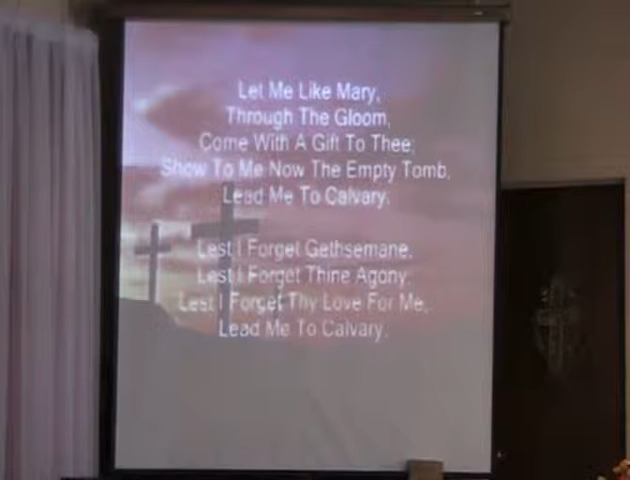 Let Me Like Mary,
Through The Gloom,
Come With A Gift To Thee;
Show To Me Now The Empty Tomb,
Lead Me To Calvary.
Lest I Forget Gethsemane,
Lest I Forget Thine Agony;
Lest I Forget Thy Love For Me,
Lead Me To Calvary.